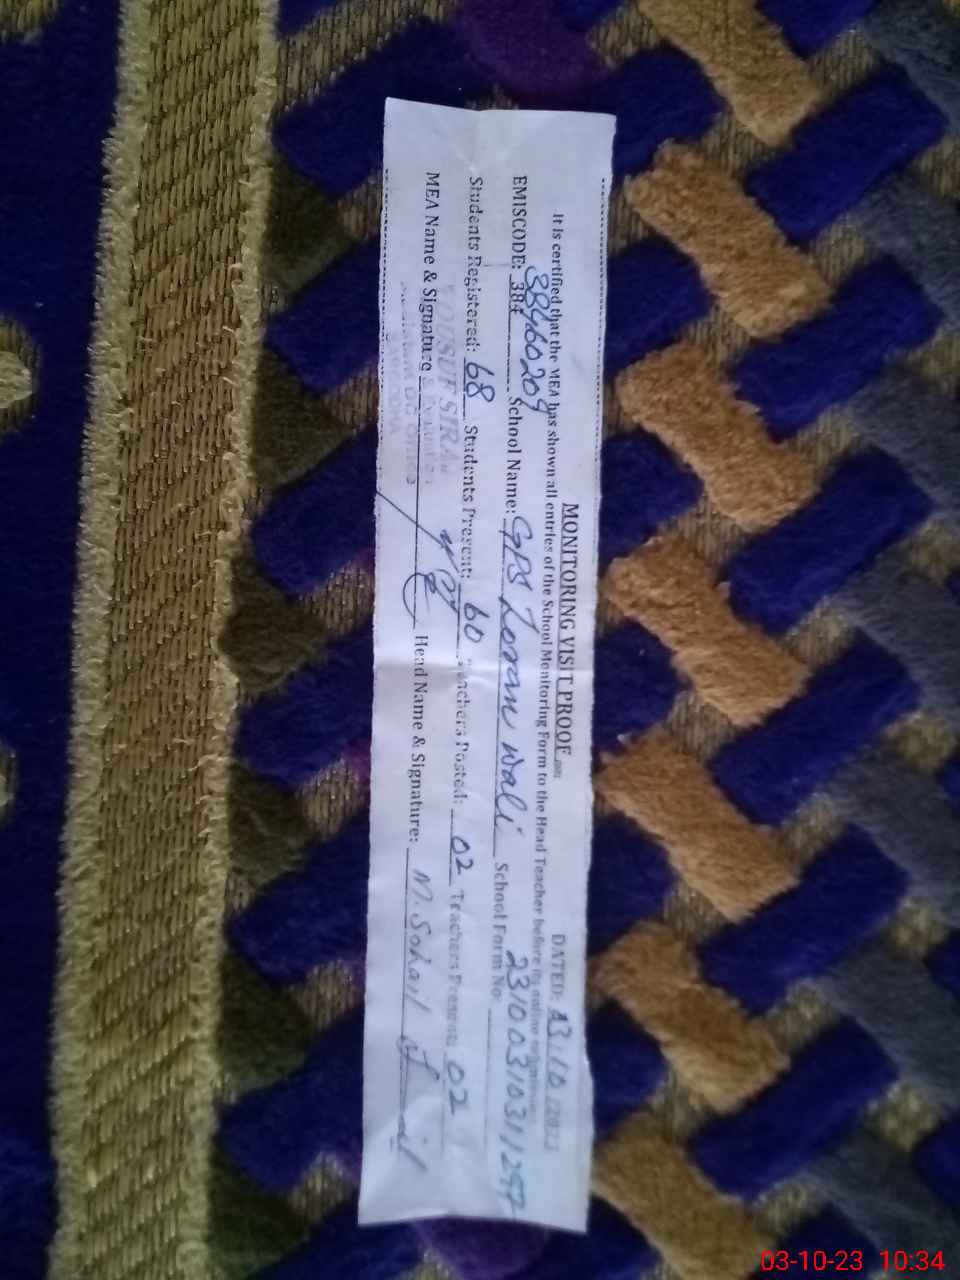 MONITORING VISIT PROOF
DATED: 03/10/2023
It is certified that the MEA has shown all entries of the School Monitoring Form to the Head Teacher before its online submission.
EMISCODE: 384 38460209 School Name: GPS Zoran wali School Form No:
Students Registered: 68 Students Present: 60 Teachers Posted: 02 Teachers Present 02
MEA Name & Signature YOUSUF Head Name & Signature: M. Sohail
03-10-23 10:34